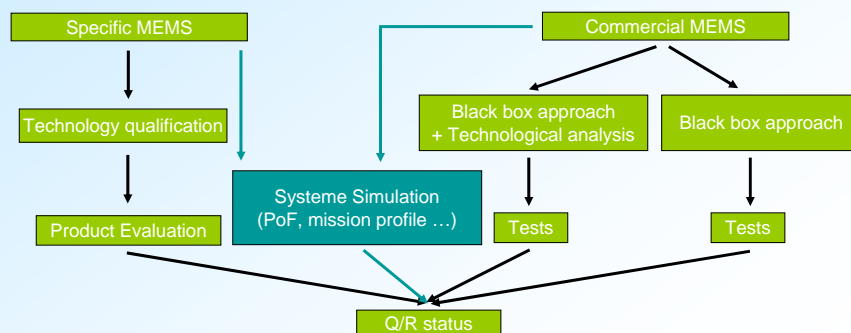 Specific MEMS
Commercial MEMS
Technology qualification
Black box approach
+ Technological analysis
Black box approach
Systeme Simulation
(PoF, mission profile ...)
Product Evaluation
Tests
Tests
Q/R status